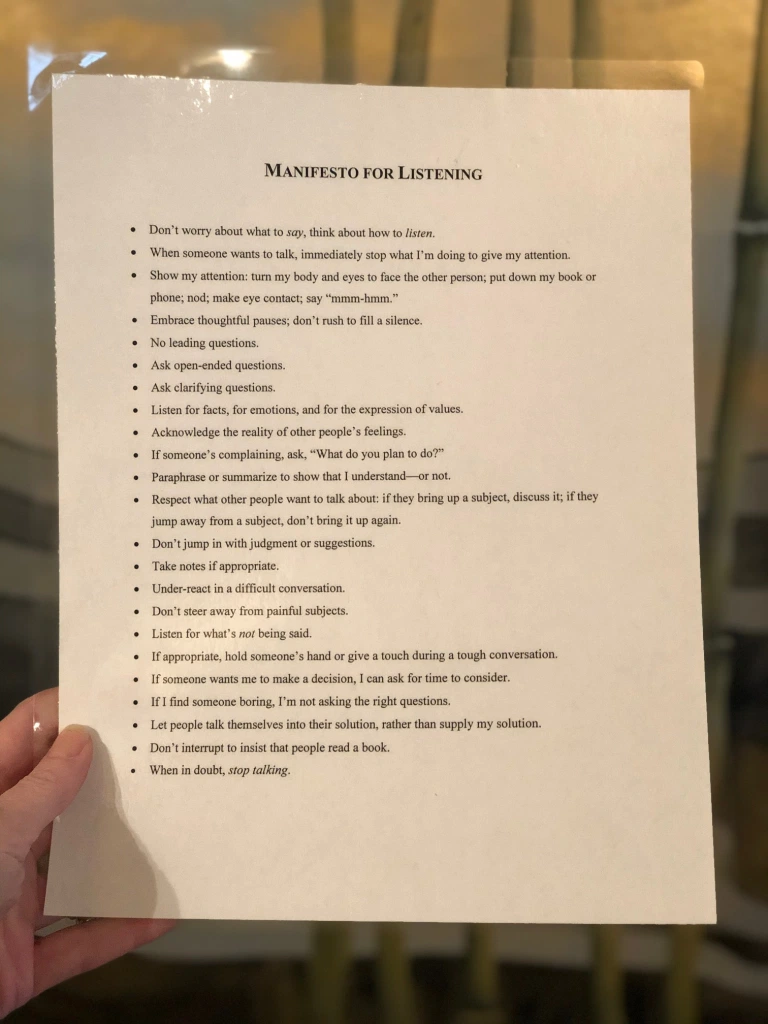 MANIFESTO FOR LISTENING
• Don't worry about what to say, think about how to listen.
• When someone wants to talk, immediately stop what I'm doing to give my attention.
• Show my attention: turn my body and eyes to face the other person; put down my book or
phone; nod; make eye contact; say “mmm-hmm.”
• Embrace thoughtful pauses; don't rush to fill a silence.
• No leading questions.
• Ask open-ended questions.
• Ask clarifying questions.
• Listen for facts, for emotions, and for the expression of values.
• Acknowledge the reality of other people's feelings.
• If someone's complaining, ask, “What do you plan to do?”
• Paraphrase or summarize to show that I understand—or not.
• Respect what other people want to talk about: if they bring up a subject, discuss it; if they
jump away from a subject, don't bring it up again.
• Don't jump in with judgment or suggestions.
• Take notes if appropriate.
• Under-react in a difficult conversation.
• Don't steer away from painful subjects.
• Listen for what's not being said.
• If appropriate, hold someone's hand or give a touch during a tough conversation.
• If someone wants me to make a decision, I can ask for time to consider.
• If I find someone boring, I'm not asking the right questions.
• Let people talk themselves into their solution, rather than supply my solution.
• Don't interrupt to insist that people read a book.
• When in doubt, stop talking.